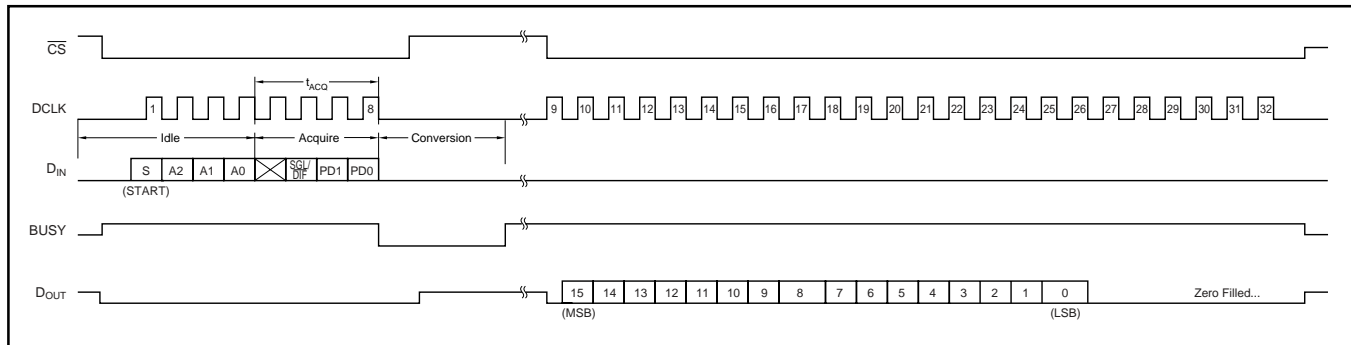 CS
tACQ
DCLK 1 8 9 10 11 12 13 14 15 16 17 18 19 20 21 22 23 24 25 26 27 28 29 30 31 32
Idle Acquire Conversion
DIN S A2 A1 A0 SGL/DIF PD1 PD0
(START)
BUSY
DOUT 15 14 13 12 11 10 9 8 7 6 5 4 3 2 1 0 Zero Filled...
(MSB) (LSB)